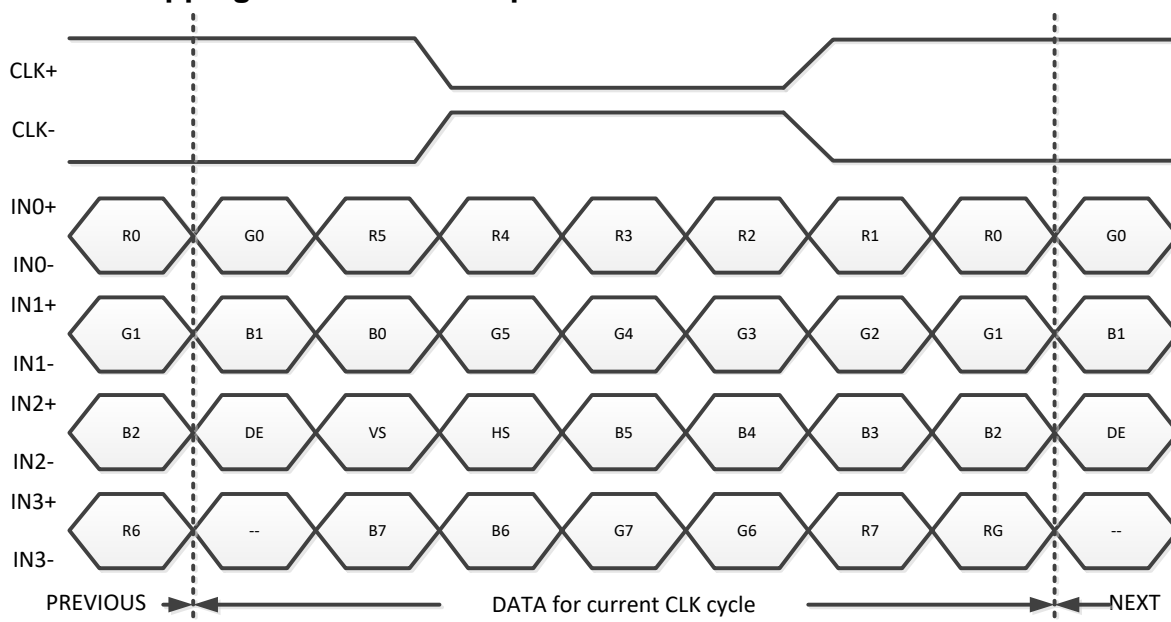 CLK+
CLK-
IN0+
R0 G0 R5 R4 R3 R2 R1 R0 G0
IN0-
IN1+
G1 B1 B0 G5 G4 G3 G2 G1 B1
IN1-
IN2+
B2 DE VS HS B5 B4 B3 B2 DE
IN2-
IN3+
R6 -- B7 B6 G7 G6 R7 RG --
IN3-
PREVIOUS DATA for current CLK cycle NEXT